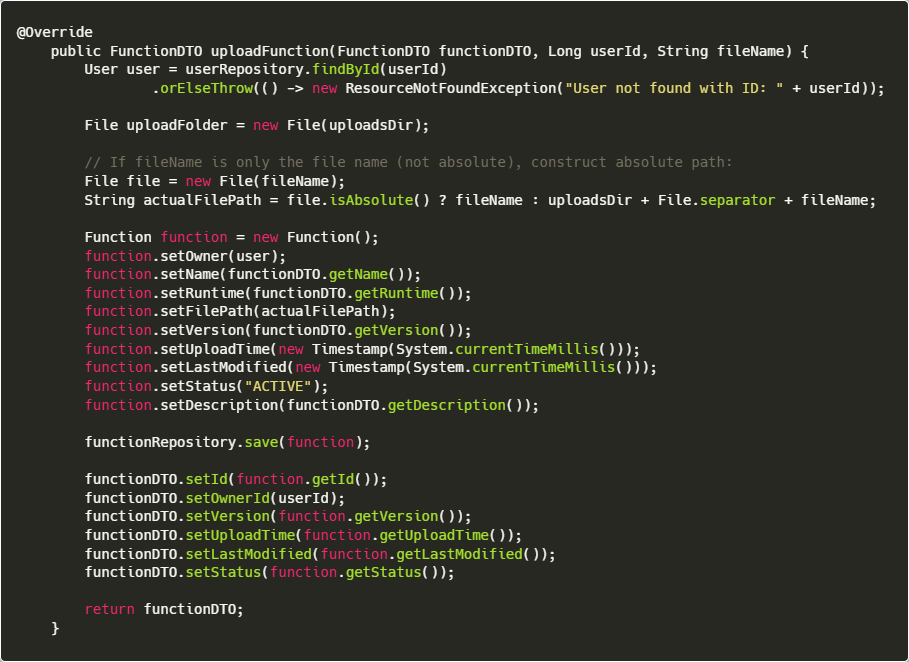 @Override
    public FunctionDTO uploadFunction(FunctionDTO functionDTO, Long userId, String fileName) {
        User user = userRepository.findById(userId)
                .orElseThrow(() -> new ResourceNotFoundException("User not found with ID: " + userId));

        File uploadFolder = new File(uploadsDir);

        // If fileName is only the file name (not absolute), construct absolute path:
        File file = new File(fileName);
        String actualFilePath = file.isAbsolute() ? fileName : uploadsDir + File.separator + fileName;

        Function function = new Function();
        function.setOwner(user);
        function.setName(functionDTO.getName());
        function.setRuntime(functionDTO.getRuntime());
        function.setFilePath(actualFilePath);
        function.setVersion(functionDTO.getVersion());
        function.setUploadTime(new Timestamp(System.currentTimeMillis()));
        function.setLastModified(new Timestamp(System.currentTimeMillis()));
        function.setStatus("ACTIVE");
        function.setDescription(functionDTO.getDescription());

        functionRepository.save(function);

        functionDTO.setId(function.getId());
        functionDTO.setOwnerId(userId);
        functionDTO.setVersion(function.getVersion());
        functionDTO.setUploadTime(function.getUploadTime());
        functionDTO.setLastModified(function.getLastModified());
        functionDTO.setStatus(function.getStatus());

        return functionDTO;
    }